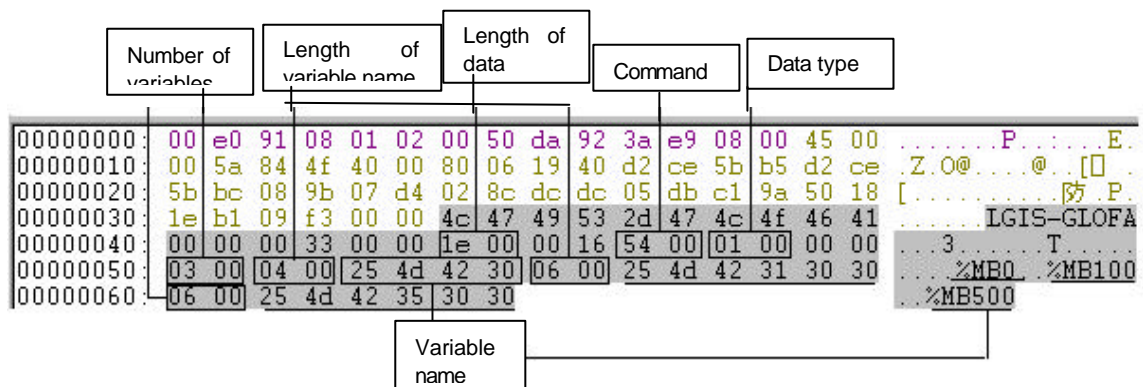 Number of
variables
Length of
variable name
Length of
data
Command
Data type
00000000: 00 e0 91 08 01 02 00 50 da 92 3a e9 08 00 45 00 .......P..:...E.
00000010: 00 5a 84 4f 40 00 80 06 19 40 d2 ce 5b b5 d2 ce .Z.O@....@..[..
00000020: 5b bc 08 9b 07 d4 02 8c dc dc 05 db c1 9a 50 18 [...........防.P.
00000030: 1e b1 09 f3 00 00 4c 47 49 53 2d 47 4c 4f 46 41 ......LGIS-GLOFA
00000040: 00 00 00 33 00 00 1e 00 00 16 54 00 01 00 00 00 ...3......T.....
00000050: 03 00 04 00 25 4d 42 30 06 00 25 4d 42 31 30 30 ....%MB0..%MB100
00000060: 06 00 25 4d 42 35 30 30 ..%MB500
Variable
name